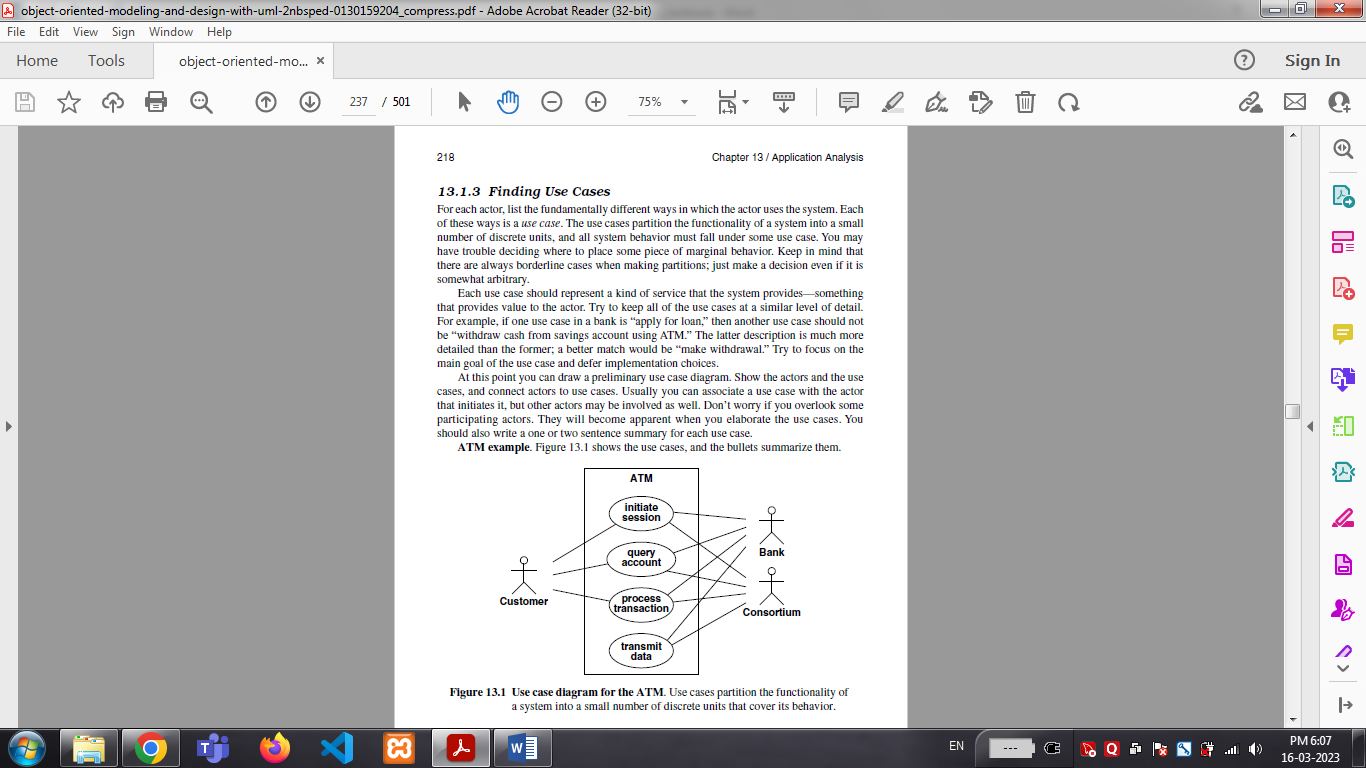 object-oriented-modeling-and-design-with-uml-2nbsped-0130159204_compress.pdf - Adobe Acrobat Reader (32-bit)
File Edit View Sign Window Help
Home Tools object-oriented-mo... × ? Sign In
237 / 501 75%
218 Chapter 13 / Application Analysis
13.1.3 Finding Use Cases
For each actor, list the fundamentally different ways in which the actor uses the system. Each
of these ways is a use case. The use cases partition the functionality of a system into a small
number of discrete units, and all system behavior must fall under some use case. You may
have trouble deciding where to place some piece of marginal behavior. Keep in mind that
there are always borderline cases when making partitions; just make a decision even if it is
somewhat arbitrary.
Each use case should represent a kind of service that the system provides—something
that provides value to the actor. Try to keep all of the use cases at a similar level of detail.
For example, if one use case in a bank is “apply for loan,” then another use case should not
be “withdraw cash from savings account using ATM.” The latter description is much more
detailed than the former; a better match would be “make withdrawal.” Try to focus on the
main goal of the use case and defer implementation choices.
At this point you can draw a preliminary use case diagram. Show the actors and the use
cases, and connect actors to use cases. Usually you can associate a use case with the actor
that initiates it, but other actors may be involved as well. Don’t worry if you overlook some
participating actors. They will become apparent when you elaborate the use cases. You
should also write a one or two sentence summary for each use case.
ATM example. Figure 13.1 shows the use cases, and the bullets summarize them.
ATM
initiate
session
query
account
process
transaction
transmit
data
Customer
Bank
Consortium
Figure 13.1 Use case diagram for the ATM. Use cases partition the functionality of
a system into a small number of discrete units that cover its behavior.
EN
PM 6:07
16-03-2023